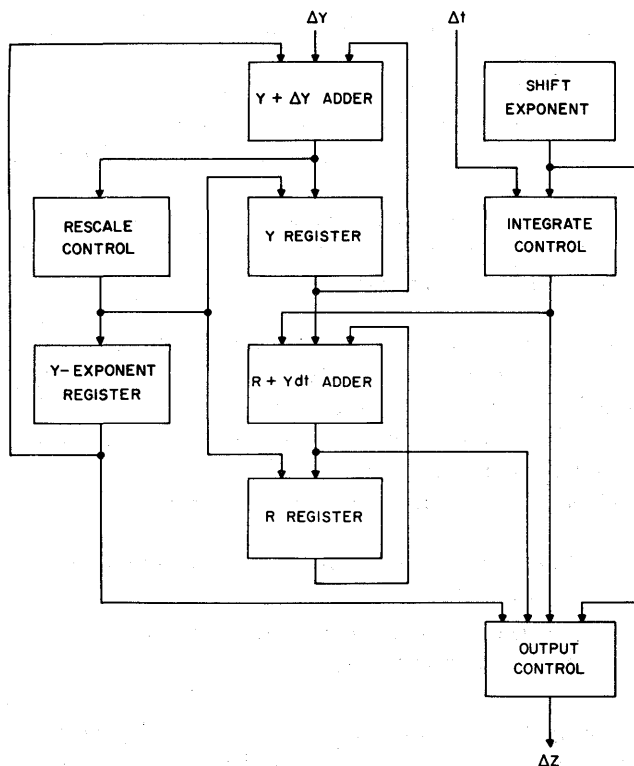 ΔY
Δt
Y + ΔY ADDER
SHIFT
EXPONENT
RESCALE
CONTROL
Y REGISTER
INTEGRATE
CONTROL
Y-EXPONENT
REGISTER
R + Ydt ADDER
R REGISTER
OUTPUT
CONTROL
ΔZ